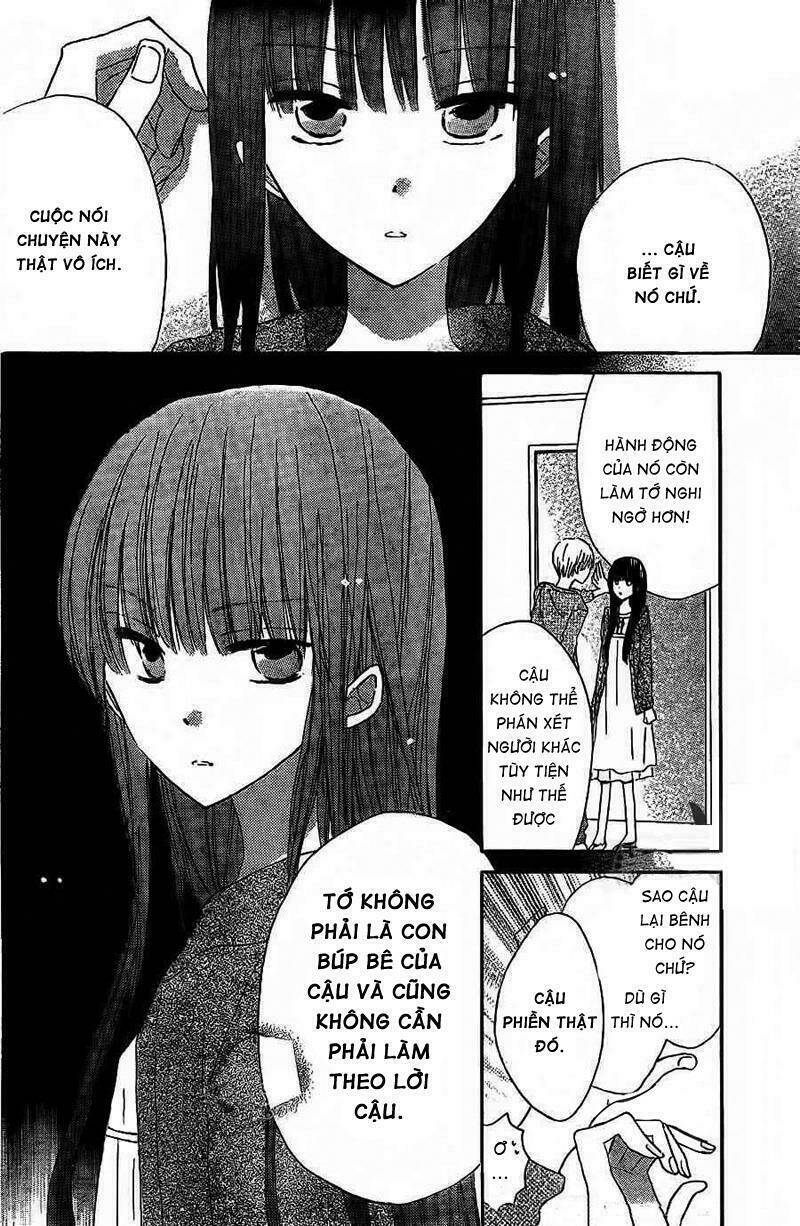 ... CẬU
BIẾT GÌ VỀ
NÓ CHỨ.
CUỘC NÓI
CHUYỆN NÀY
THẬT VÔ ÍCH.
HÀNH ĐỘNG
CỦA NÓ CÒN
LÀM TỚ NGHI
NGỜ HƠN!
CẬU
KHÔNG THỂ
PHÁN XÉT
NGƯỜI KHÁC
TÙY TIỆN
NHƯ THẾ
ĐƯỢC
SAO CẬU
LẠI BÊNH
CHO NÓ
CHỨ?
DÙ GÌ
THÌ NÓ...
CẬU
PHIỀN THẬT
ĐÓ.
Ơ
...
TỚ KHÔNG
PHẢI LÀ CON
BÚP BÊ CỦA
CẬU VÀ CŨNG
KHÔNG CẦN
PHẢI LÀM
THEO LỜI
CẬU.